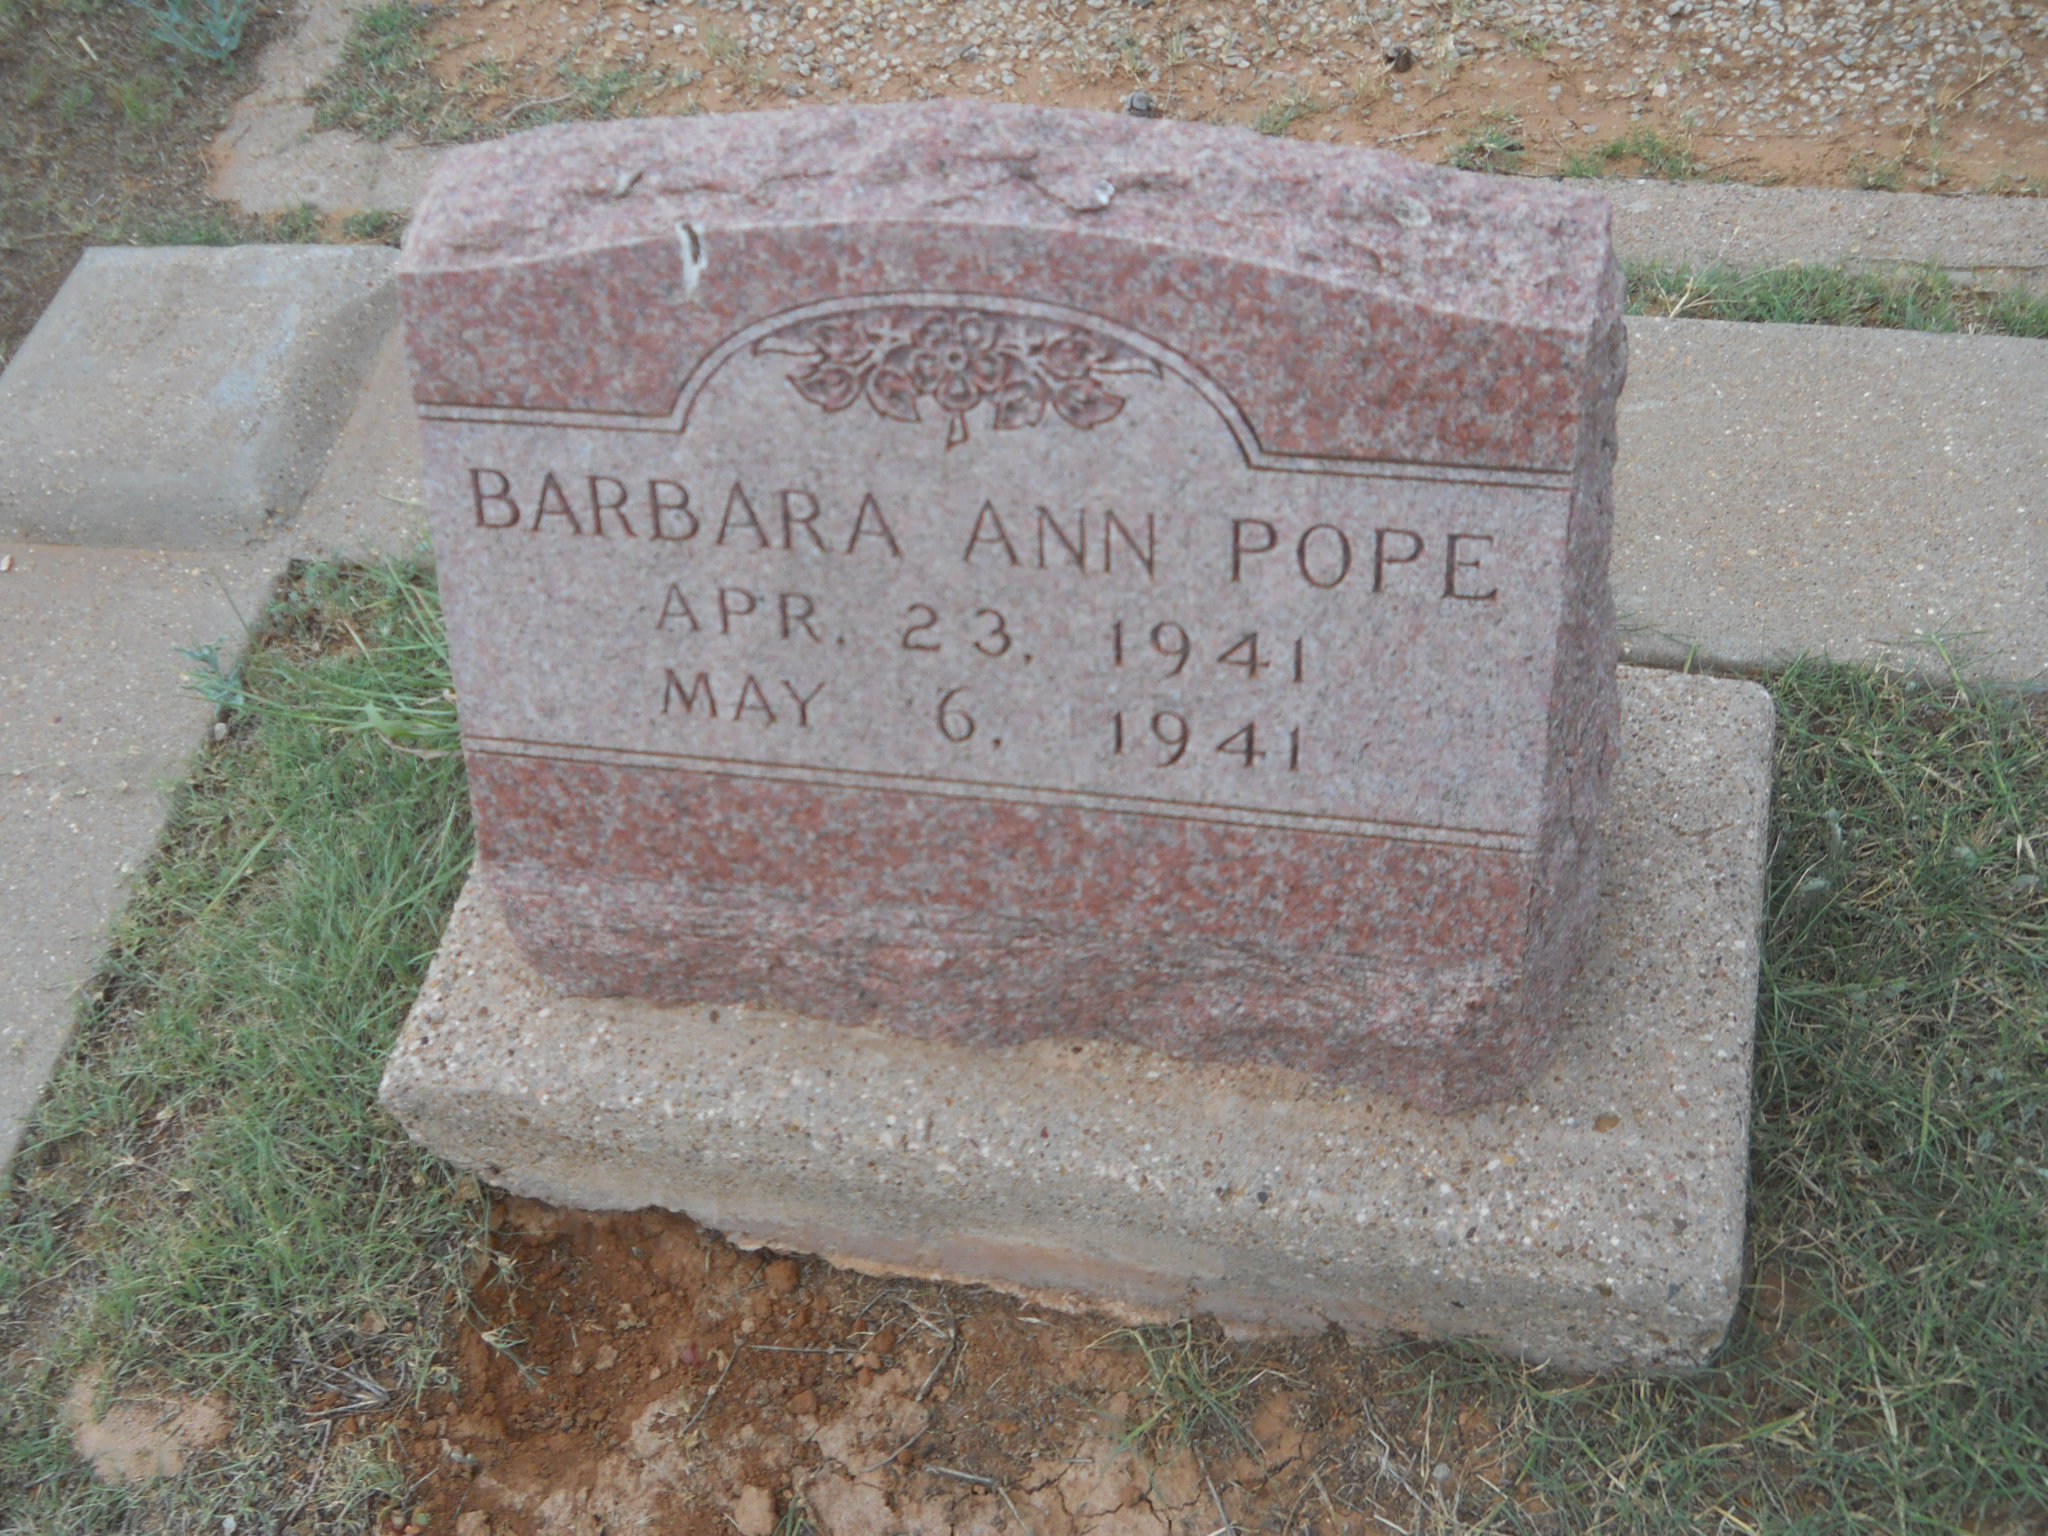 BARBARA ANN POPE
APR. 23, 1941
MAY 6, 1941